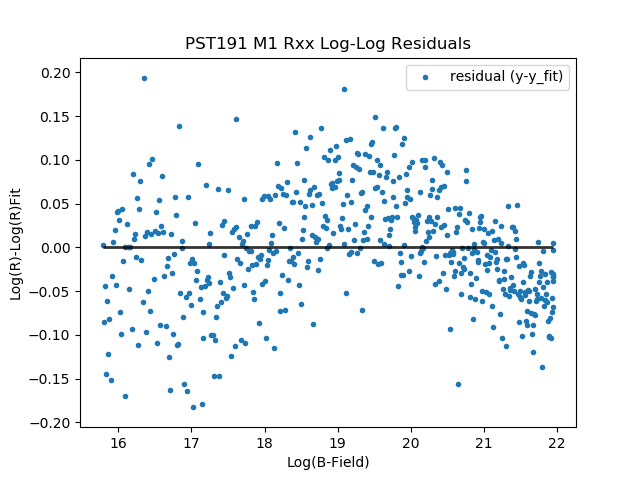 PST191 M1 Rxx Log-Log Residuals
residual (y-y_fit)
0.20
0.15
0.10
0.05
0.00
−0.05
−0.10
−0.15
−0.20
Log(R)-Log(R)Fit
16 17 18 19 20 21 22
Log(B-Field)